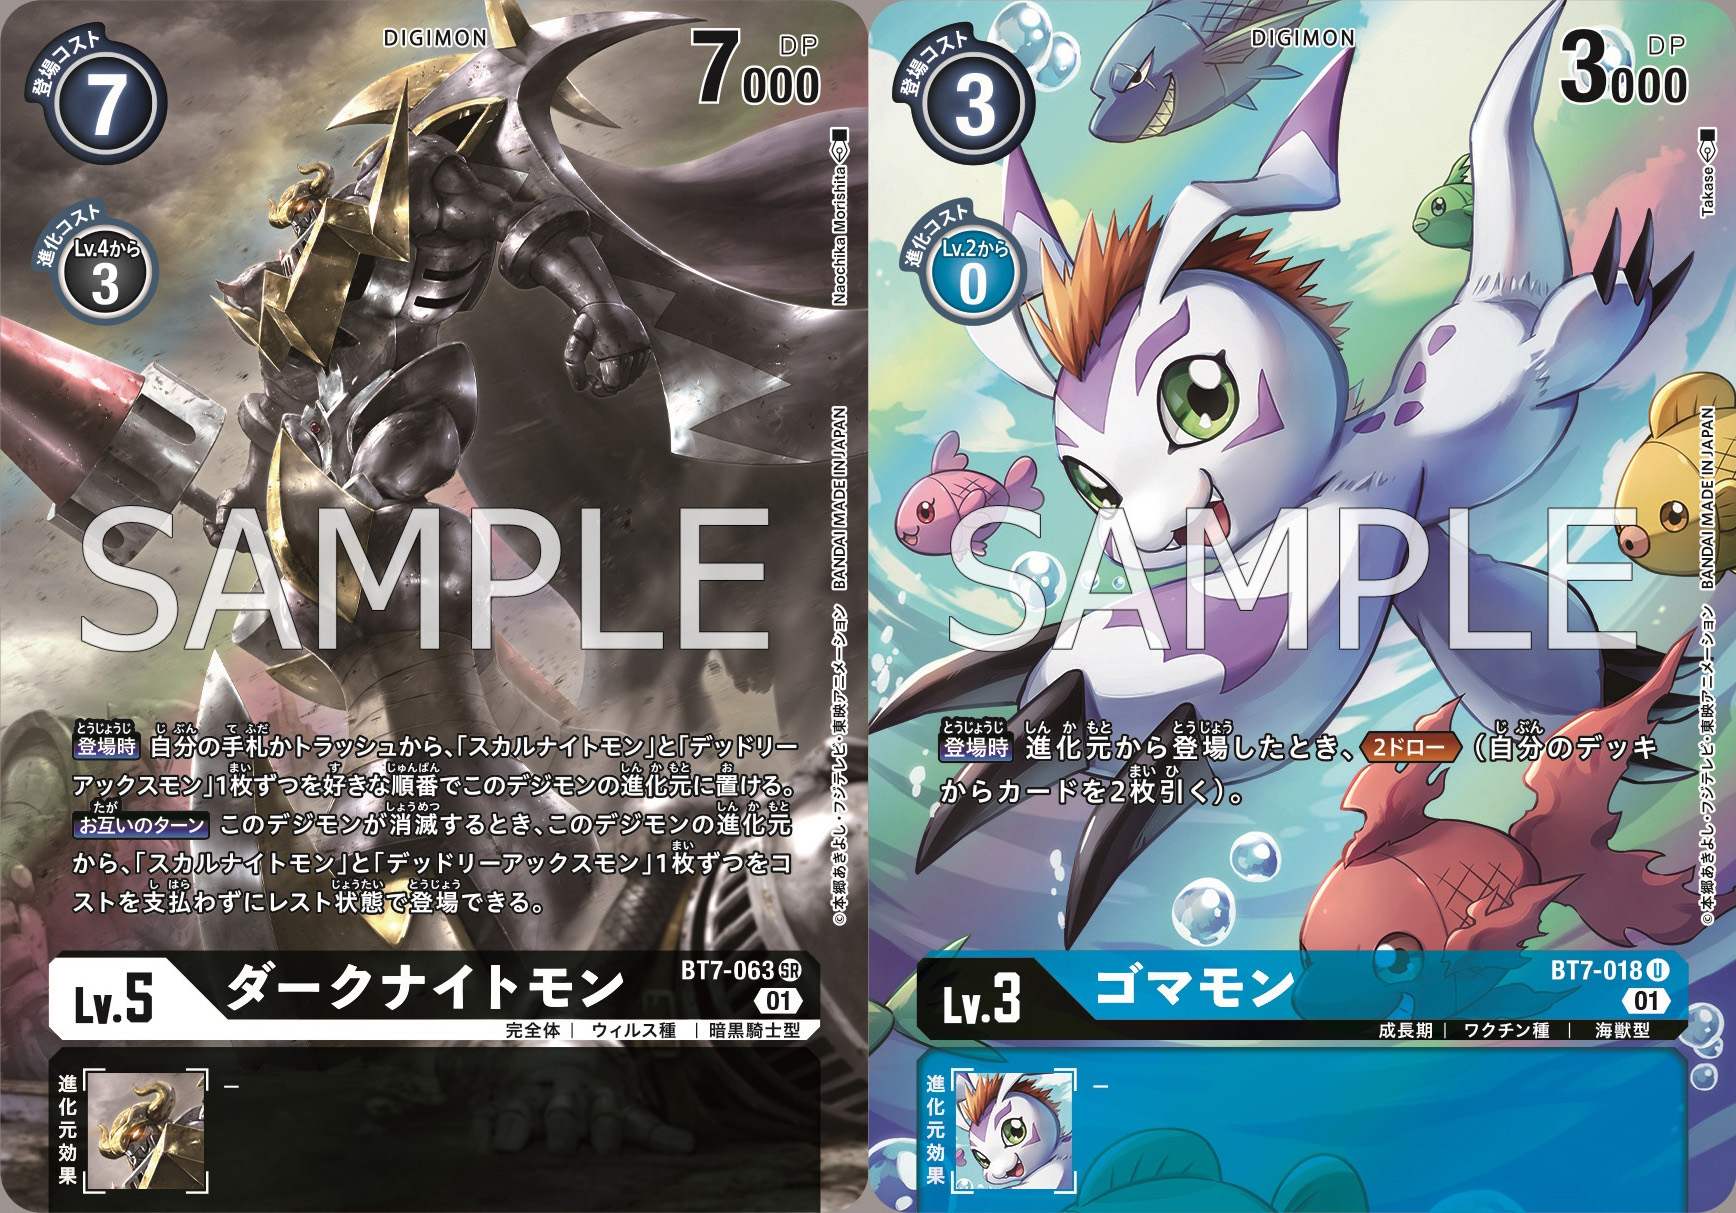 登場コスト
7
DIGIMON
7000 DP
進化コスト
Lv.4から
3
Naochika Morishita
BANDAI MADE IN JAPAN
©本郷あきよし・フジテレビ・東映アニメーション
SAMPLE
登場時 自分の手札かトラッシュから、「スカルナイトモン」と「デッドリー
アックスモン」1枚ずつを好きな順番でこのデジモンの進化元に置ける。
お互いのターン このデジモンが消滅するとき、このデジモンの進化元
から、「スカルナイトモン」と「デッドリーアックスモン」1枚ずつをコ
ストを支払わずにレスト状態で登場できる。
Lv.5
ダークナイトモン
BT7-063 SR
01
完全体 | ウィルス種 | 暗黒騎士型
進化元効果
–
登場コスト
3
DIGIMON
3000 DP
進化コスト
Lv.2から
0
Takase
BANDAI MADE IN JAPAN
©本郷あきよし・フジテレビ・東映アニメーション
SAMPLE
登場時 進化元から登場したとき、2ドロー（自分のデッキ
からカードを2枚引く）。
Lv.3
ゴマモン
BT7-018 U
01
成長期 | ワクチン種 | 海獣型
進化元効果
–